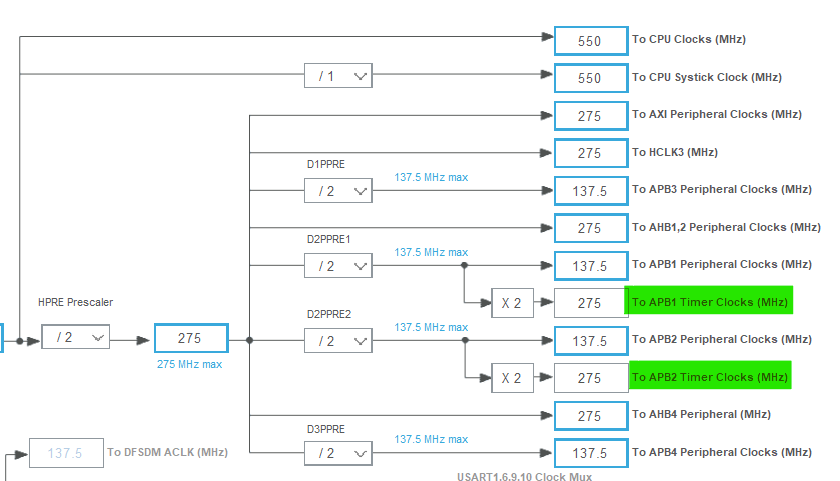 550 To CPU Clocks (MHz)
/ 1 550 To CPU Systick Clock (MHz)
275 To AXI Peripheral Clocks (MHz)
275 To HCLK3 (MHz)
D1PPRE
137.5 MHz max
/ 2 137.5 To APB3 Peripheral Clocks (MHz)
275 To AHB1,2 Peripheral Clocks (MHz)
D2PPRE1
137.5 MHz max
/ 2 137.5 To APB1 Peripheral Clocks (MHz)
HPRE Prescaler
X 2 275 To APB1 Timer Clocks (MHz)
D2PPRE2
137.5 MHz max
/ 2 275 / 2 137.5 To APB2 Peripheral Clocks (MHz)
275 MHz max
X 2 275 To APB2 Timer Clocks (MHz)
275 To AHB4 Peripheral (MHz)
D3PPRE
137.5 MHz max
137.5 To DFSDM ACLK (MHz) / 2 137.5 To APB4 Peripheral Clocks (MHz)
USART1.6.9.10 Clock Mux